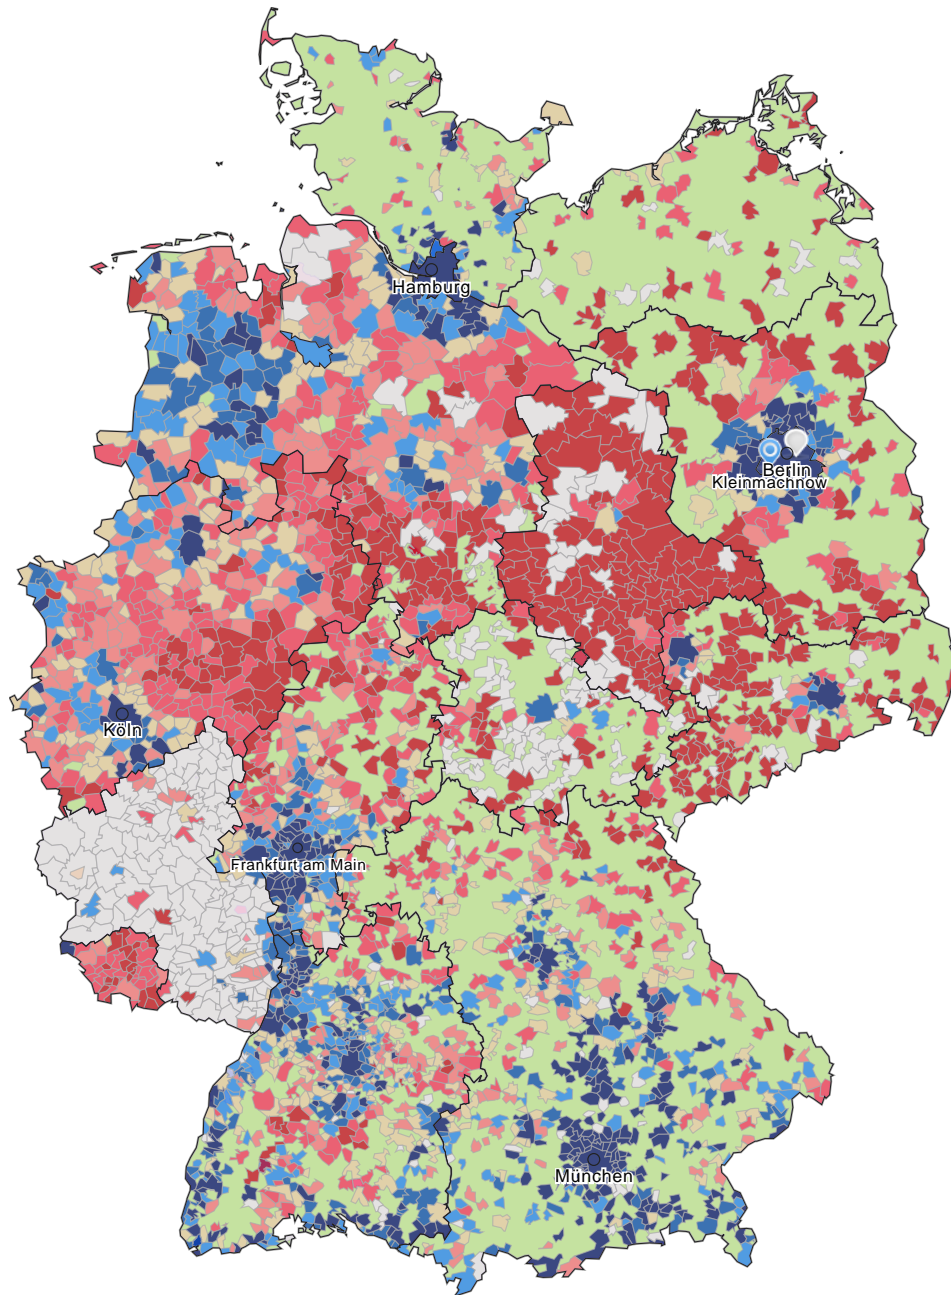 Hamburg
Berlin
Kleinmachnow
Köln
Frankfurt am Main
München